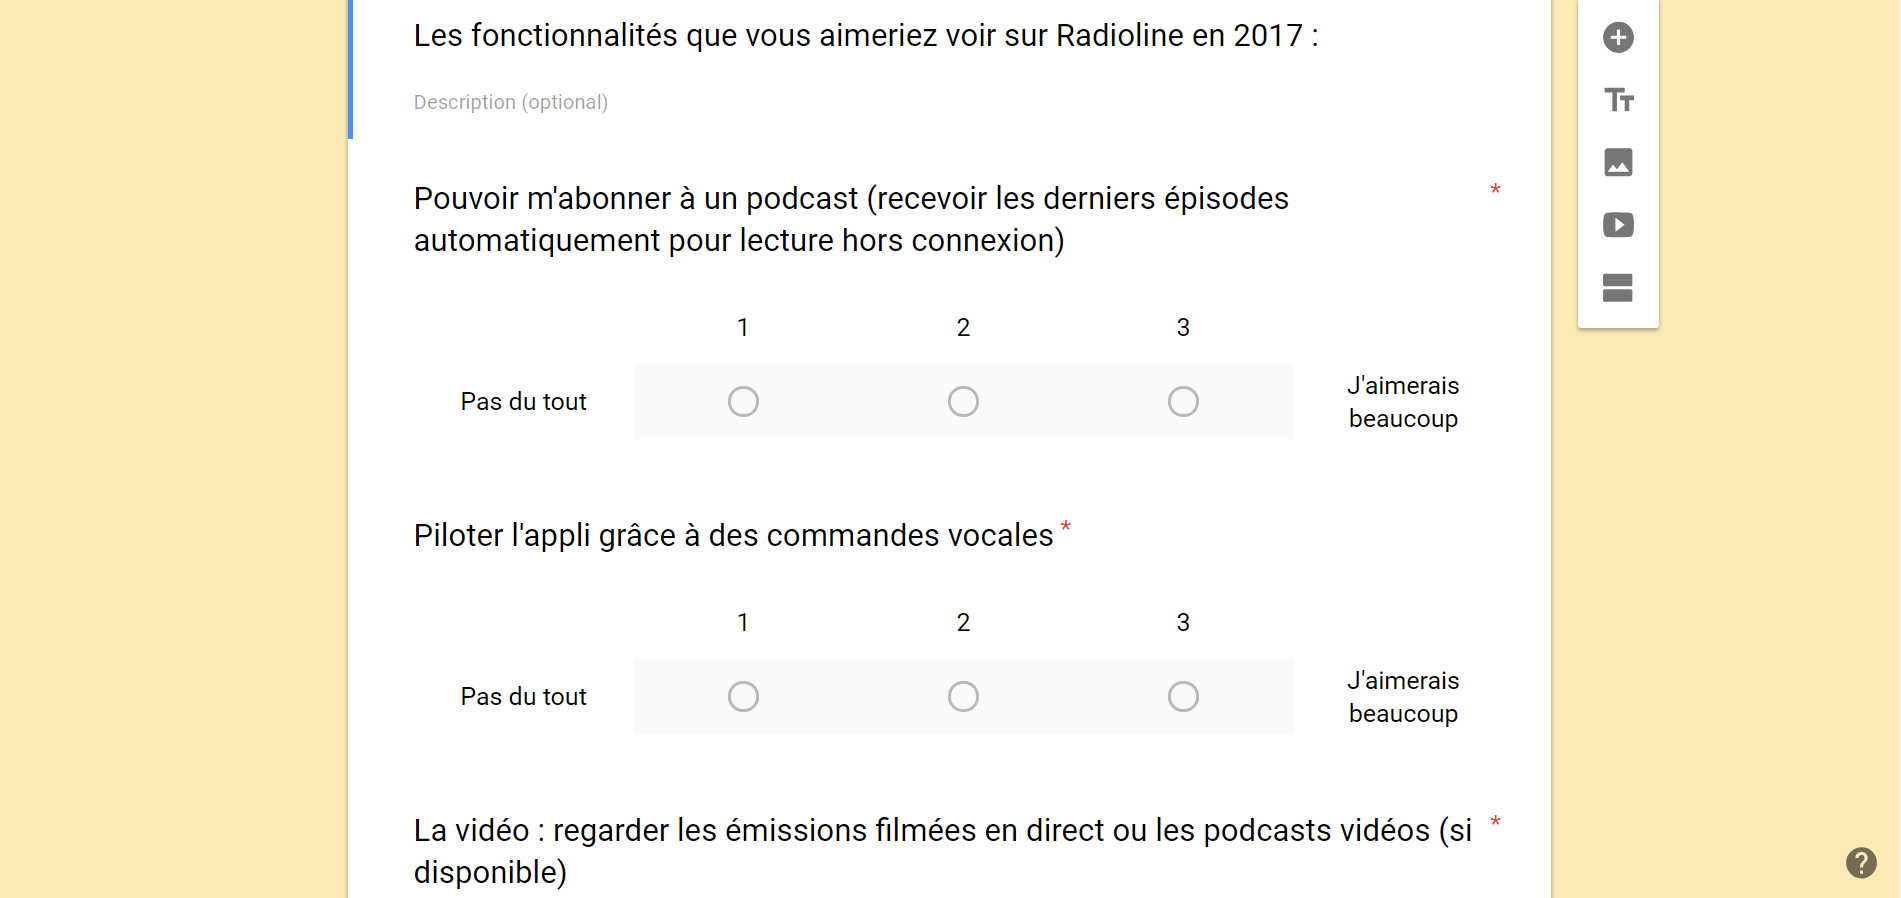 Les fonctionnalités que vous aimeriez voir sur Radioline en 2017 :
Description (optional)
Pouvoir m'abonner à un podcast (recevoir les derniers épisodes *
automatiquement pour lecture hors connexion)
1 2 3
Pas du tout
J'aimerais
beaucoup
Piloter l'appli grâce à des commandes vocales *
1 2 3
Pas du tout
J'aimerais
beaucoup
La vidéo : regarder les émissions filmées en direct ou les podcasts vidéos (si *
disponible)